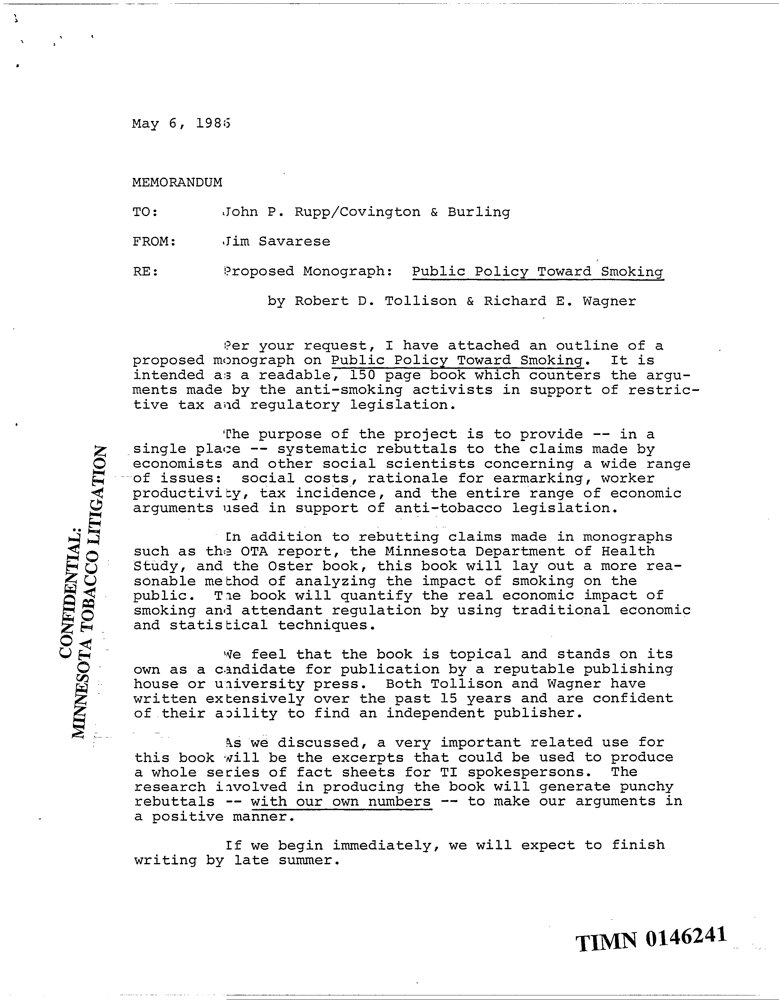 May 6, 1986
MEMORANDUM
TO: John P. Rupp/Covington & Burling
FROM: Jim Savarese
RE: Proposed Monograph: Public Policy Toward Smoking
by Robert D. Tollison & Richard E. Wagner
Per your request, I have attached an outline of a
proposed monograph on Public Policy Toward Smoking. It is
intended as a readable, 150 page book which counters the argu-
ments made by the anti-smoking activists in support of restric-
tive tax and regulatory legislation.
The purpose of the project is to provide -- in a
single place -- systematic rebuttals to the claims made by
economists and other social scientists concerning a wide range
of issues: social costs, rationale for earmarking, worker
productivity, tax incidence, and the entire range of economic
arguments used in support of anti-tobacco legislation.
In addition to rebutting claims made in monographs
such as the OTA report, the Minnesota Department of Health
Study, and the Oster book, this book will lay out a more rea-
sonable method of analyzing the impact of smoking on the
public. The book will quantify the real economic impact of
smoking and attendant regulation by using traditional economic
and statistical techniques.
We feel that the book is topical and stands on its
own as a candidate for publication by a reputable publishing
house or university press. Both Tollison and Wagner have
written extensively over the past 15 years and are confident
of their ability to find an independent publisher.
As we discussed, a very important related use for
this book will be the excerpts that could be used to produce
a whole series of fact sheets for TI spokespersons. The
research involved in producing the book will generate punchy
rebuttals -- with our own numbers -- to make our arguments in
a positive manner.
If we begin immediately, we will expect to finish
writing by late summer.
CONFIDENTIAL:
MINNESOTA TOBACCO LITIGATION
TIMN 0146241